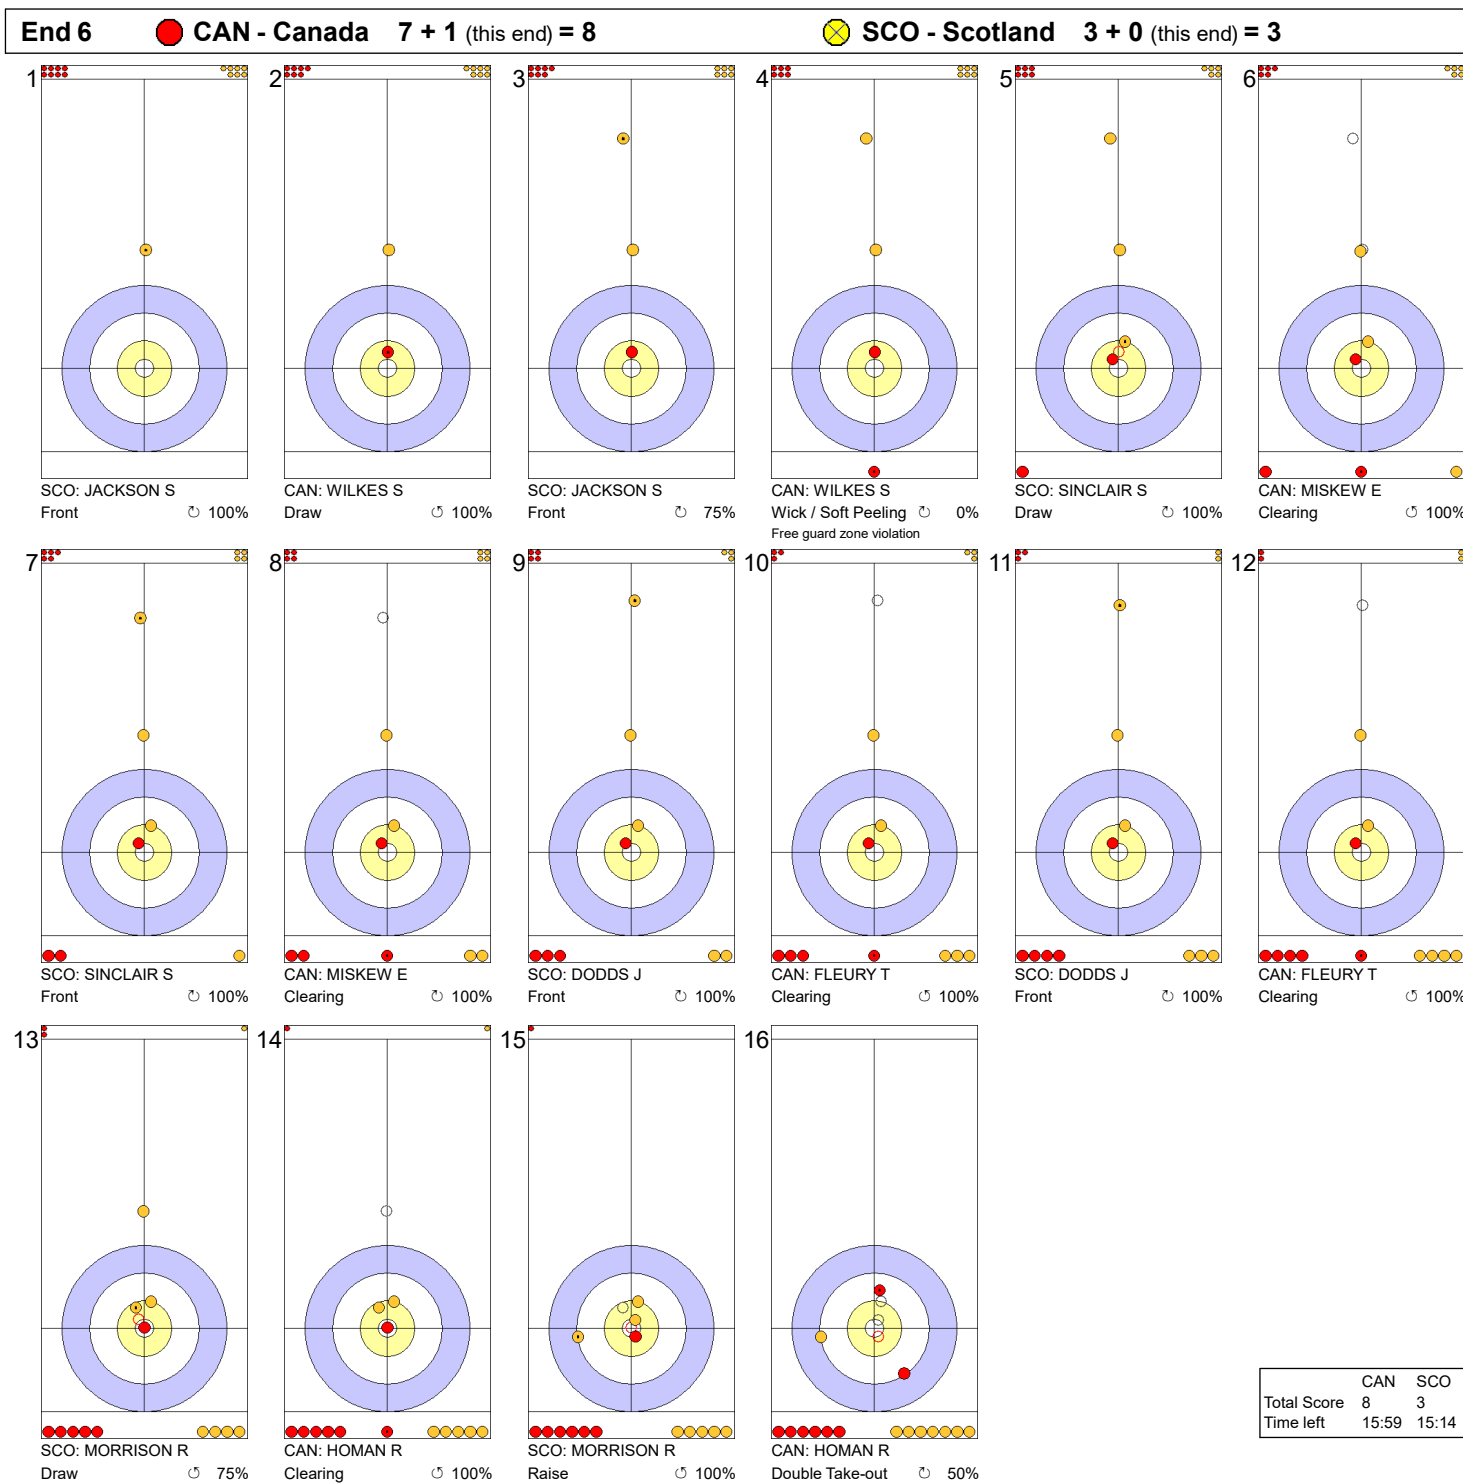 End 6 CAN - Canada 7 + 1 (this end) = 8 SCO - Scotland 3 + 0 (this end) = 3
1 2 3 4 5 6
SCO: JACKSON S CAN: WILKES S SCO: JACKSON S CAN: WILKES S SCO: SINCLAIR S CAN: MISKEW E
Front ↻ 100% Draw ↺ 100% Front ↻ 75% Wick / Soft Peeling ↻ 0% Draw ↻ 100% Clearing ↺ 100%
Free guard zone violation
7 8 9 10 11 12
SCO: SINCLAIR S CAN: MISKEW E SCO: DODDS J CAN: FLEURY T SCO: DODDS J CAN: FLEURY T
Front ↻ 100% Clearing ↻ 100% Front ↻ 100% Clearing ↺ 100% Front ↻ 100% Clearing ↺ 100%
13 14 15 16
CAN SCO
Total Score 8 3
Time left 15:59 15:14
SCO: MORRISON R CAN: HOMAN R SCO: MORRISON R CAN: HOMAN R
Draw ↻ 75% Clearing ↺ 100% Raise ↻ 100% Double Take-out ↻ 50%